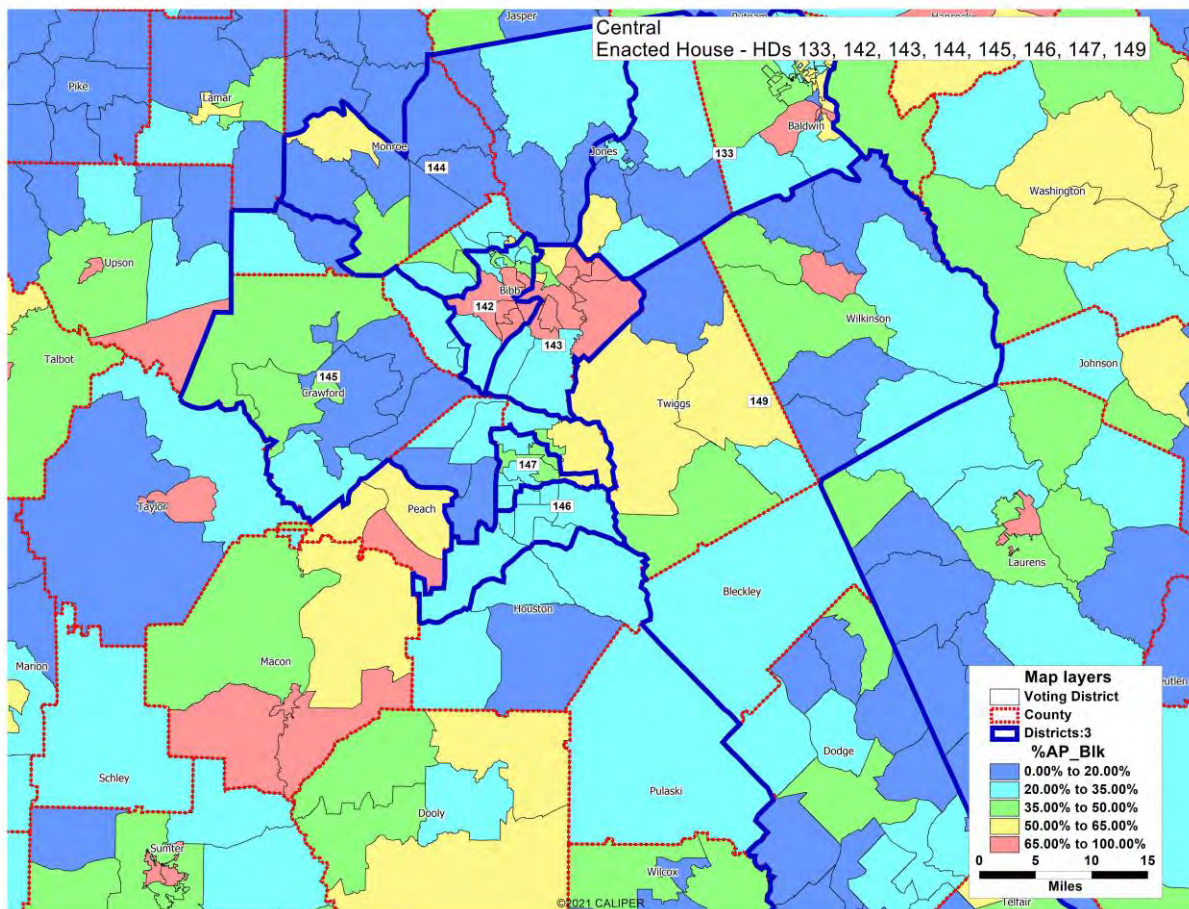 Jasper
Putnam
Hancock
Central
Enacted House - HDs 133, 142, 143, 144, 145, 146, 147, 149
Pike
Lamar
Baldwin
Monroe
144
Jones
133
Washington
Upson
Bibb
142
143
Wilkinson
Talbot
145
Crawford
Twiggs
149
Johnson
147
Taylor
Peach
146
Laurens
Houston
Bleckley
Macon
Marion
Schley
Dooly
Pulaski
Dodge
Sumter
Wilcox
Telfair
Map layers
Voting District
County
Districts:3
%AP_Blk
0.00% to 20.00%
20.00% to 35.00%
35.00% to 50.00%
50.00% to 65.00%
65.00% to 100.00%
0 5 10 15
Miles
©2021 CALIPER